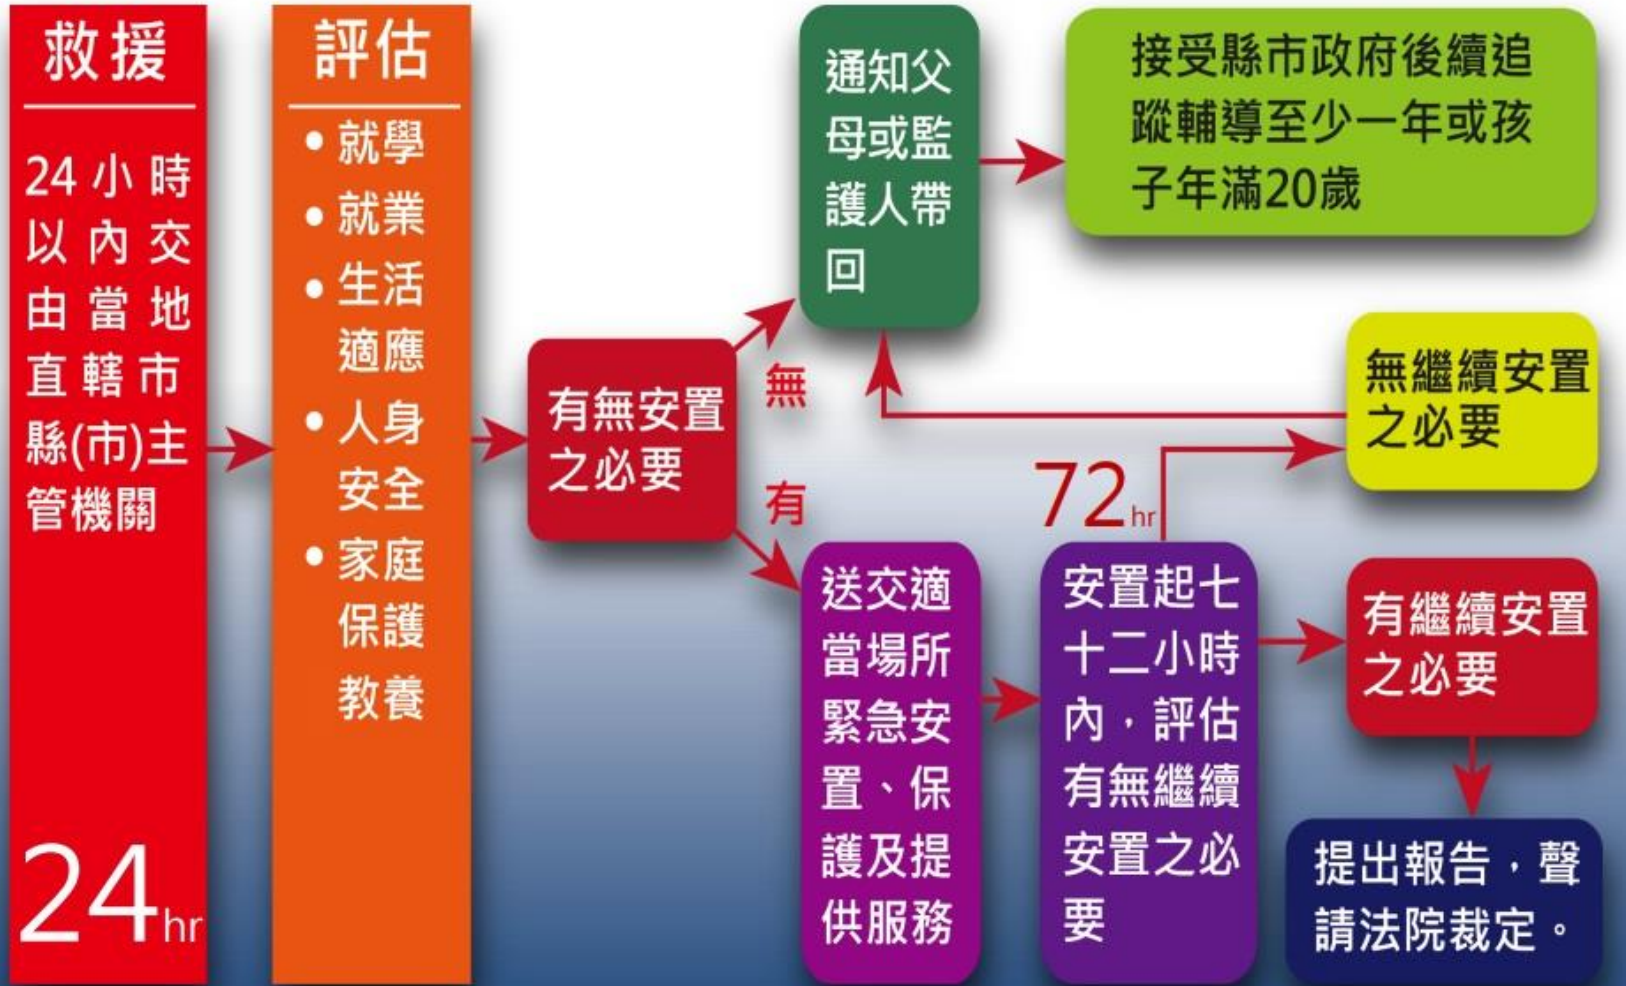 救援
24小時
以內交
由當地
直轄市
縣(市)主
管機關
24hr
評估
• 就學
• 就業
• 生活
適應
• 人身
安全
• 家庭
保護
教養
有無安置
之必要
無
有
通知父
母或監
護人帶
回
接受縣市政府後續追
蹤輔導至少一年或孩
子年滿20歲
送交適
當場所
緊急安
置、保
護及提
供服務
72hr
安置起七
十二小時
內，評估
有無繼續
安置之必
要
無繼續安置
之必要
有繼續安置
之必要
提出報告，聲
請法院裁定。